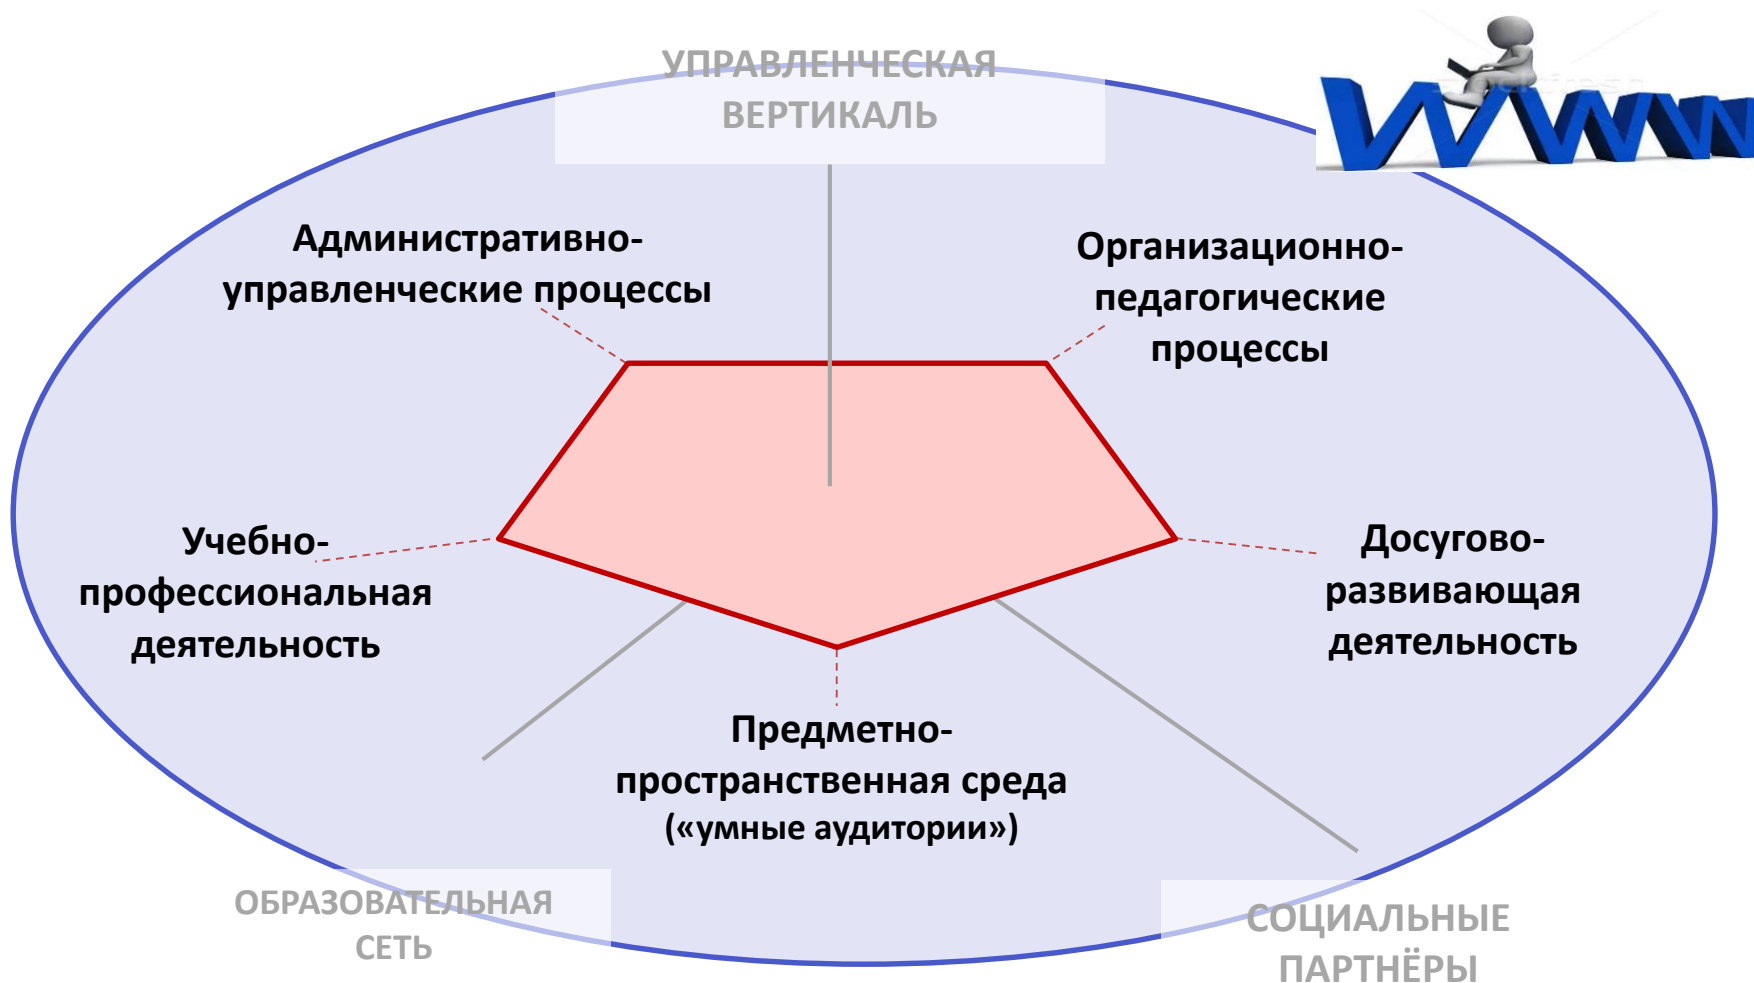 УПРАВЛЕНЧЕСКАЯ
ВЕРТИКАЛЬ
WWW
Административно-
управленческие процессы
Организационно-
педагогические
процессы
Учебно-
профессиональная
деятельность
Досугово-
развивающая
деятельность
Предметно-
пространственная среда
(«умные аудитории»)
ОБРАЗОВАТЕЛЬНАЯ
СЕТЬ
СОЦИАЛЬНЫЕ
ПАРТНЁРЫ